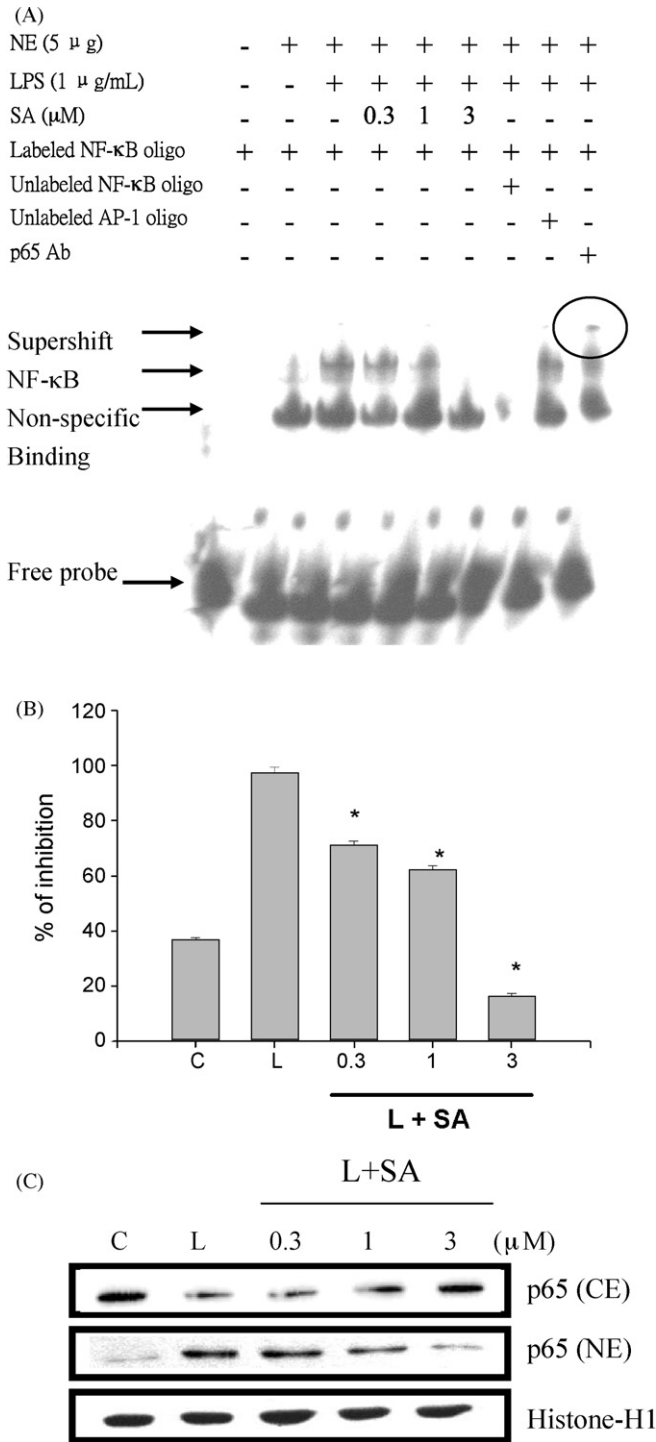 (A)
NE (5 μg) - + + + + + + + +
LPS (1 μg/mL) - - + + + + + + +
SA (μM) - - - 0.3 1 3 - - -
Labeled NF-κB oligo + + + + + + + + +
Unlabeled NF-κB oligo - - - - - - + - -
Unlabeled AP-1 oligo - - - - - - - + -
p65 Ab - - - - - - - - +
Supershift
NF-κB
Non-specific
Binding
Free probe
(B)
% of inhibition
120
100
80
60
40
20
0
* * *
C L 0.3 1 3
L + SA
(C)
L+SA
C L 0.3 1 3 (μM)
p65 (CE)
p65 (NE)
Histone-H1